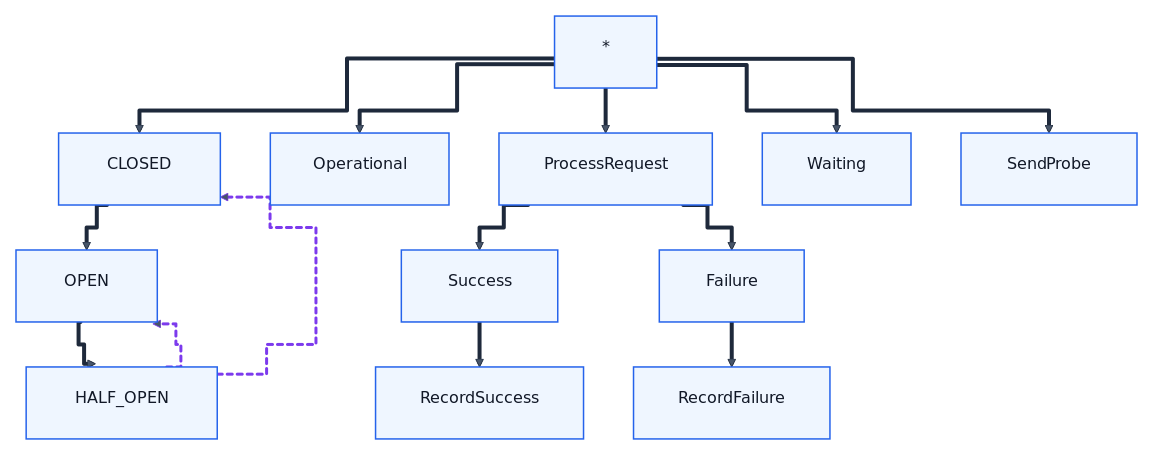 *
CLOSED
Operational
ProcessRequest
Waiting
SendProbe
OPEN
Success
Failure
HALF_OPEN
RecordSuccess
RecordFailure